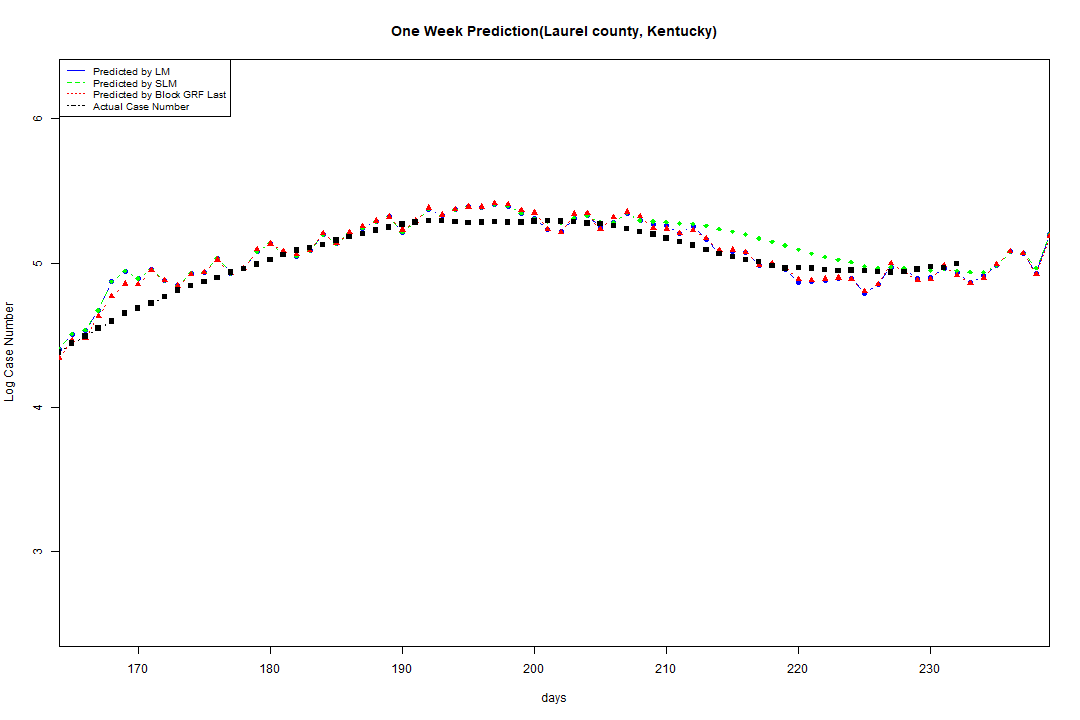 One Week Prediction(Laurel county, Kentucky)
Predicted by LM
Predicted by SLM
Predicted by Block GRF Last
Actual Case Number
6
5
4
3
Log Case Number
170 180 190 200 210 220 230
days